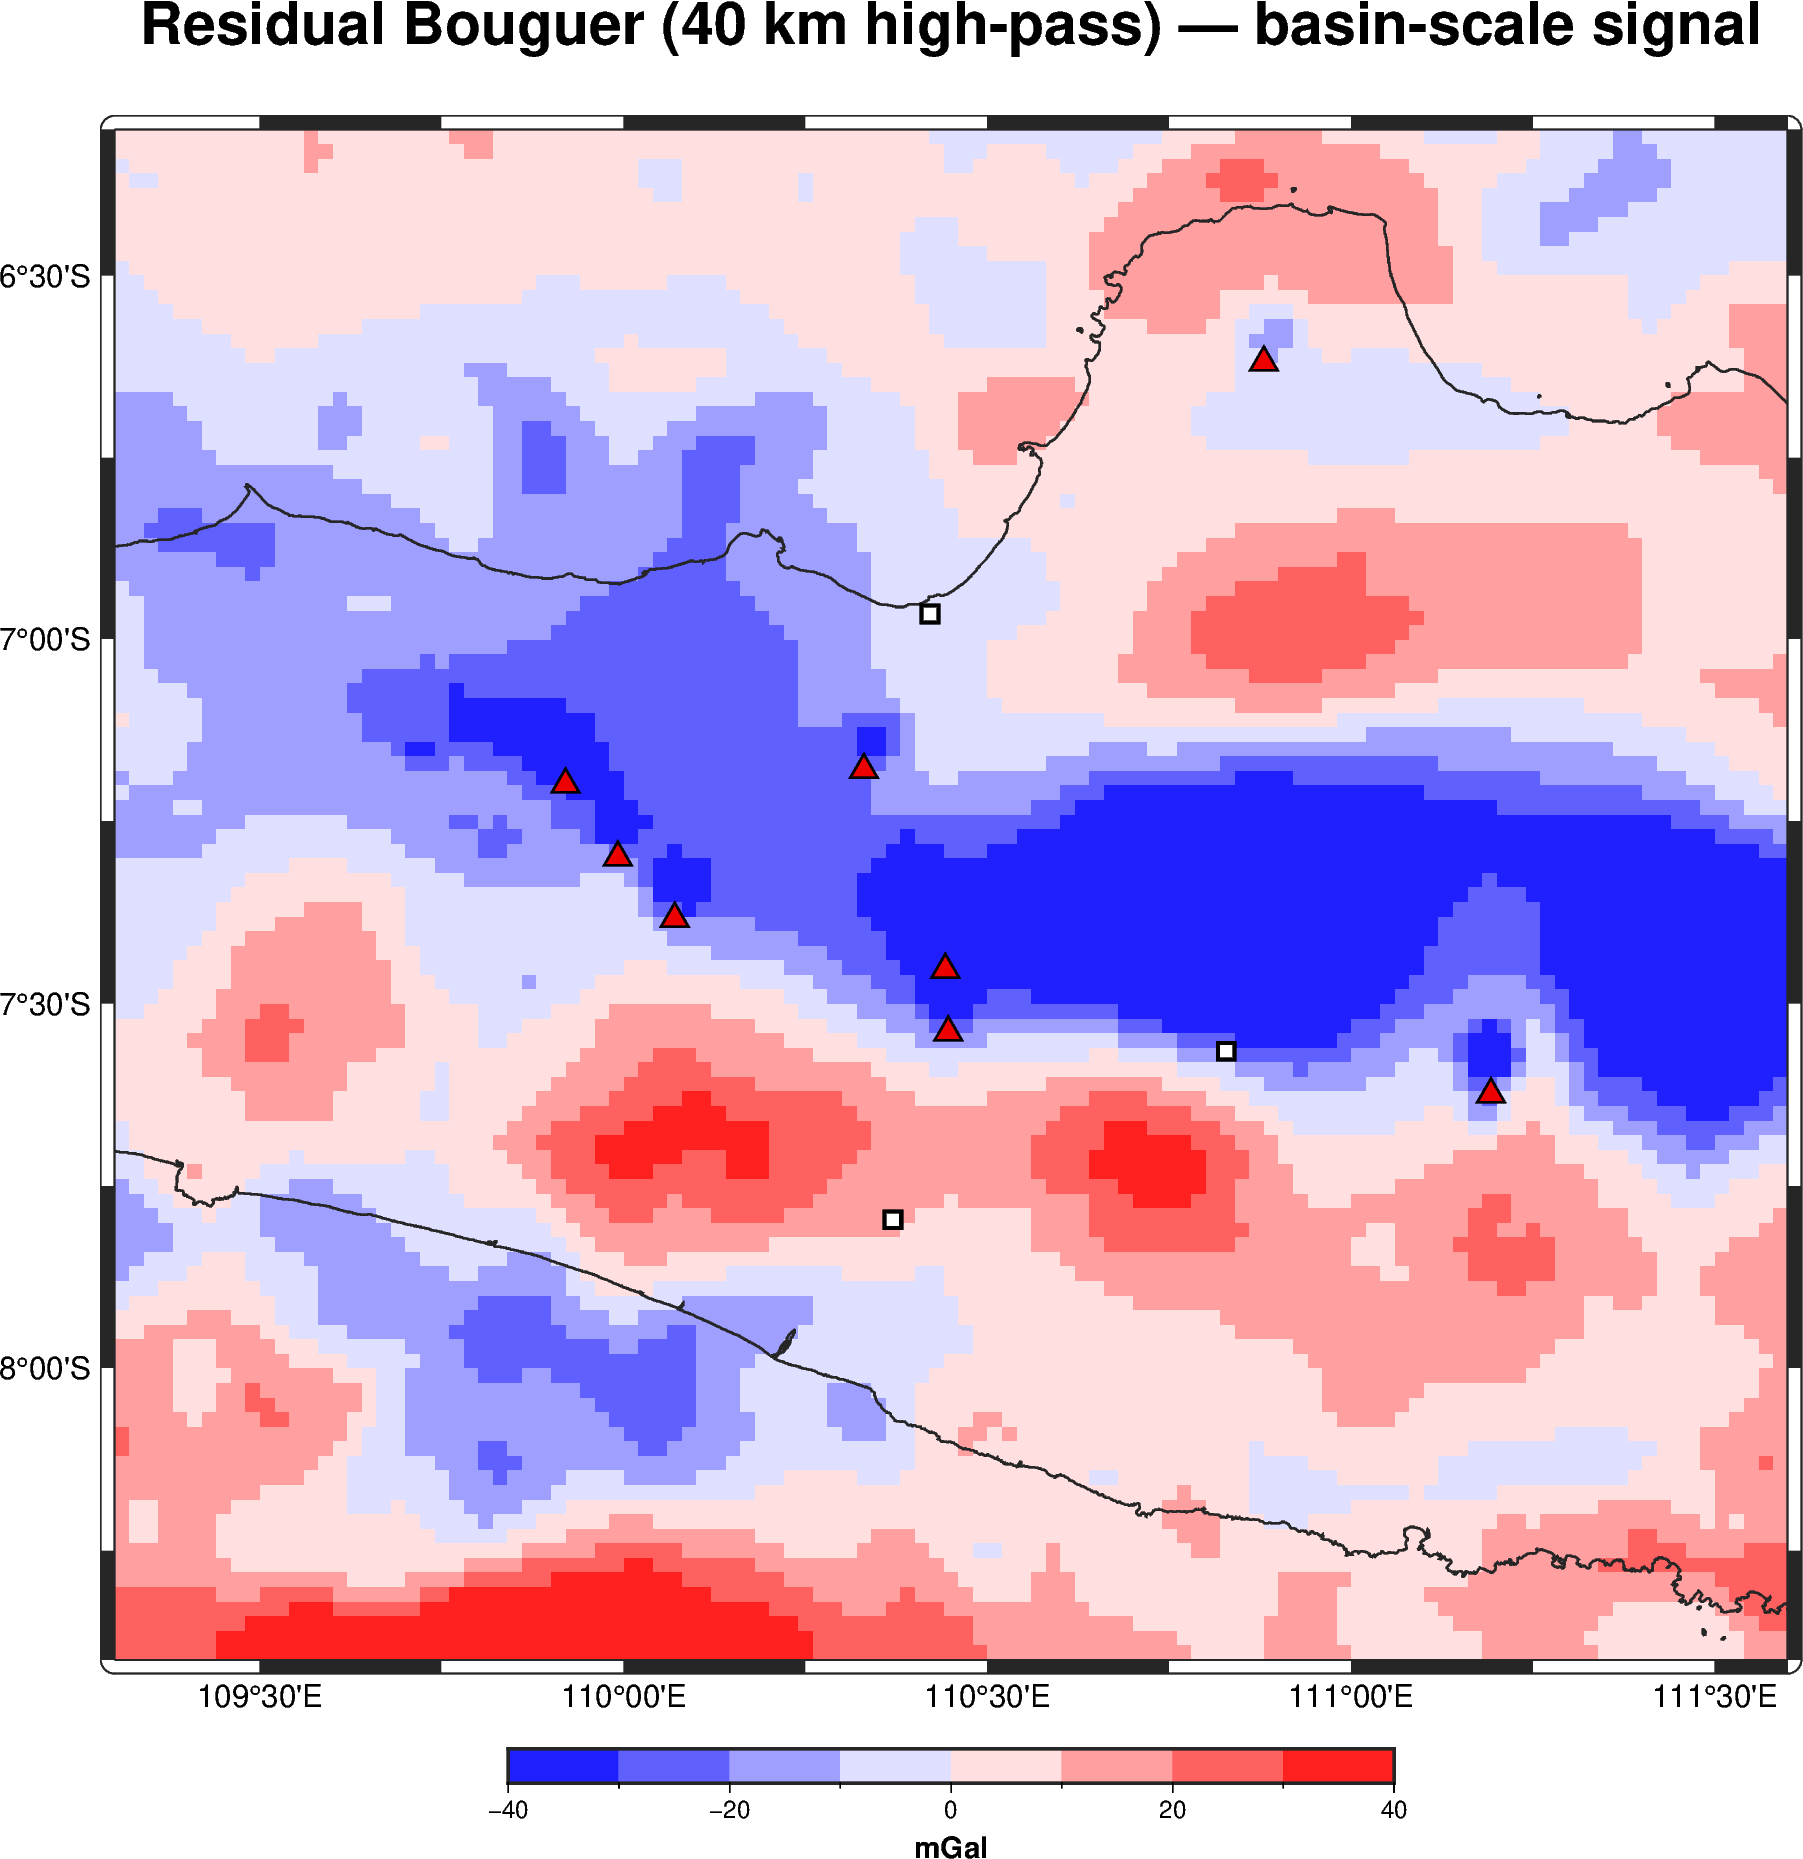 Residual Bouguer (40 km high-pass) — basin-scale signal
6°30'S
7°00'S
7°30'S
8°00'S
109°30'E 110°00'E 110°30'E 111°00'E 111°30'E
−40 −20 0 20 40
mGal